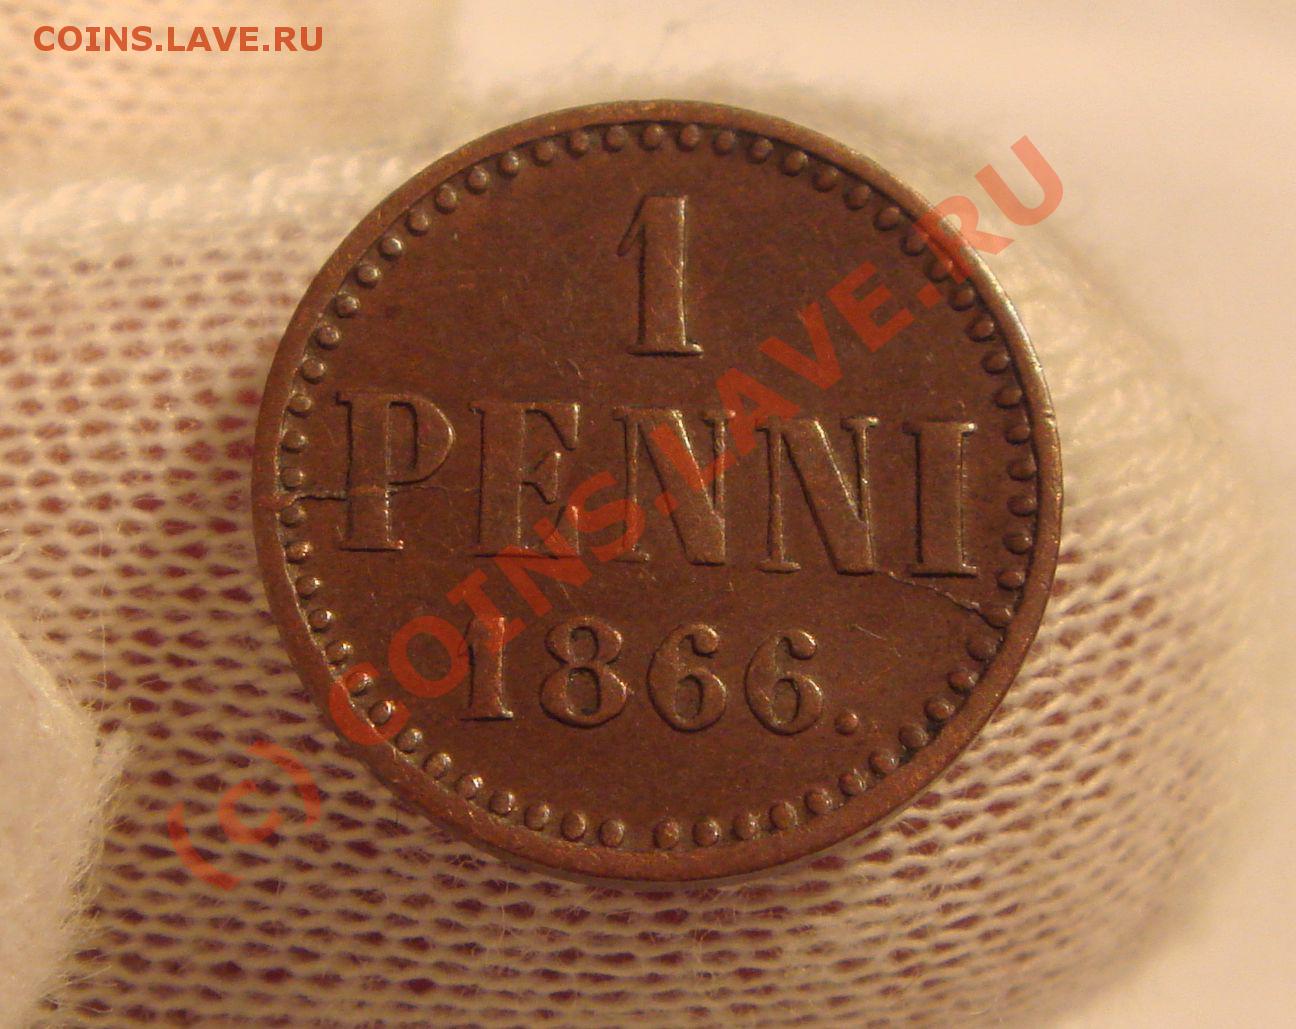 COINS.LAVE.RU
1
PENNI
1866.
(c) COINS.LAVE.RU